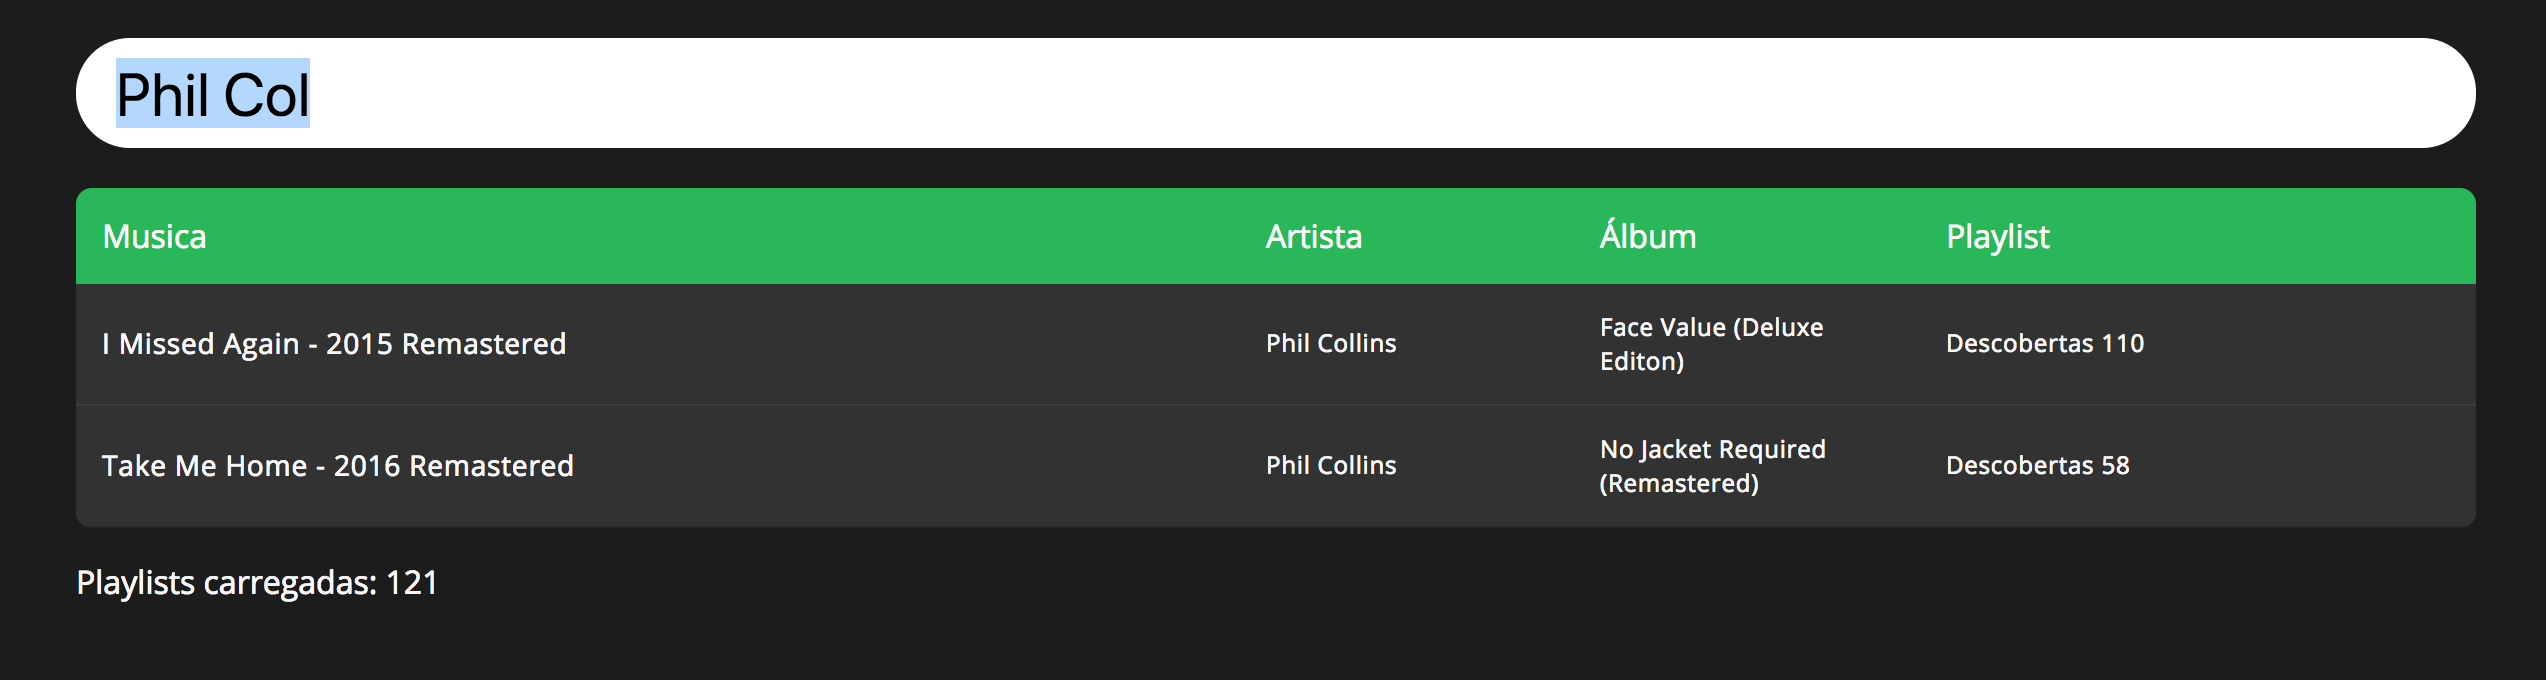 Phil Col
Musica Artista Álbum Playlist
I Missed Again - 2015 Remastered Phil Collins Face Value (Deluxe
Editon) Descobertas 110
Take Me Home - 2016 Remastered Phil Collins No Jacket Required
(Remastered) Descobertas 58
Playlists carregadas: 121